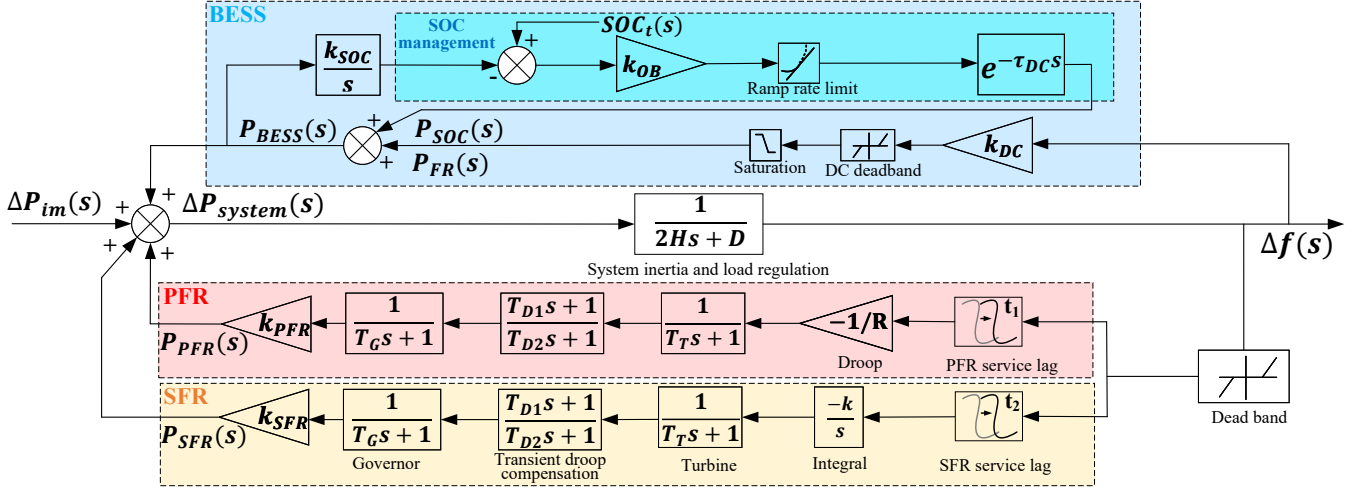 BESS
SOC
management
SOC_t(s)
+
-
k_SOC
s
k_OB
Ramp rate limit
e^{-τ_DC s}
P_BESS(s)
+
+
P_SOC(s)
P_FR(s)
Saturation
DC deadband
k_DC
ΔP_im(s)
+
+
+
+
ΔP_system(s)
1
2Hs + D
System inertia and load regulation
Δf(s)
PFR
P_PFR(s)
k_PFR
1
T_G s + 1
T_D1 s + 1
T_D2 s + 1
1
T_T s + 1
-1/R
Droop
t_1
PFR service lag
Dead band
SFR
P_SFR(s)
k_SFR
1
T_G s + 1
Governor
T_D1 s + 1
T_D2 s + 1
Transient droop
compensation
1
T_T s + 1
Turbine
-k
s
Integral
t_2
SFR service lag